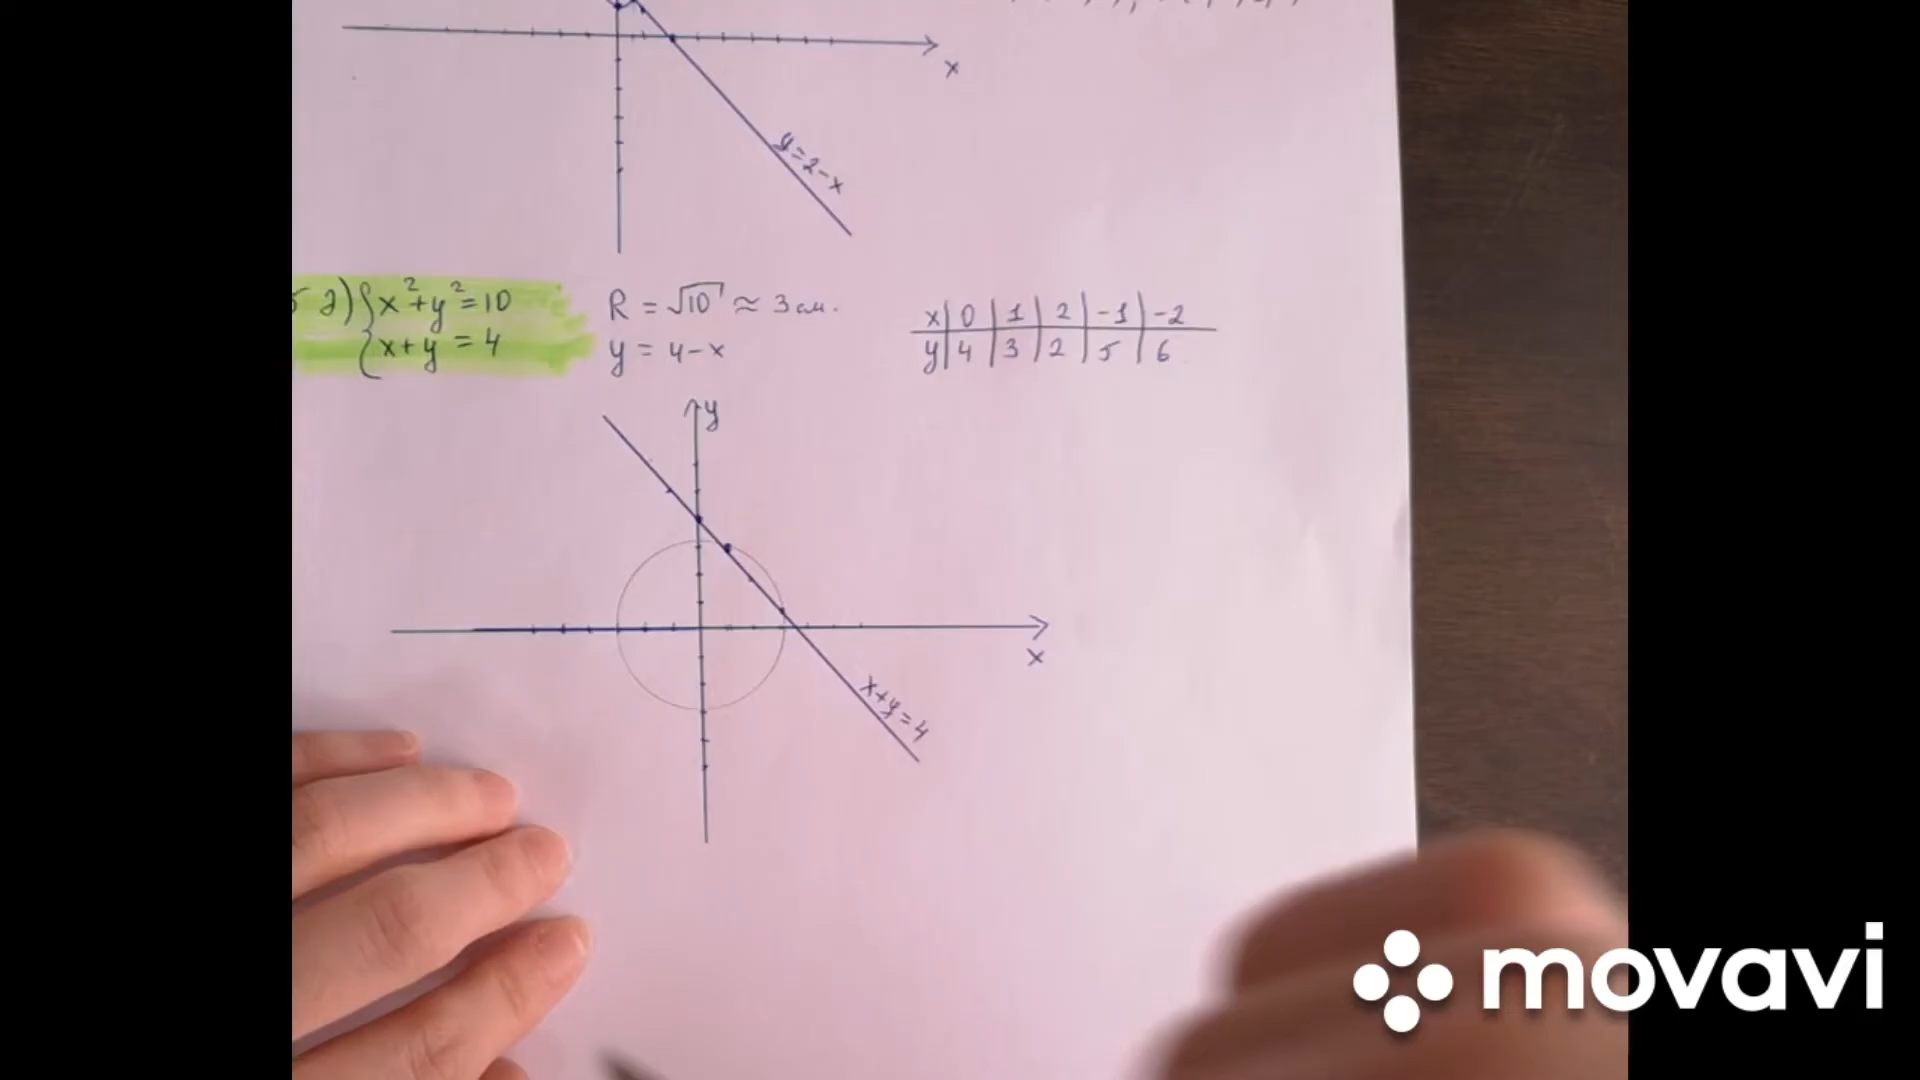 x
y=2-x
2) { x²+y²=10
x+y=4
R = √10 ≈ 3 см.
y = 4-x
x | 0 | 1 | 2 | -1 | -2
y | 4 | 3 | 2 | 5 | 6
y
x
x+y=4
movavi